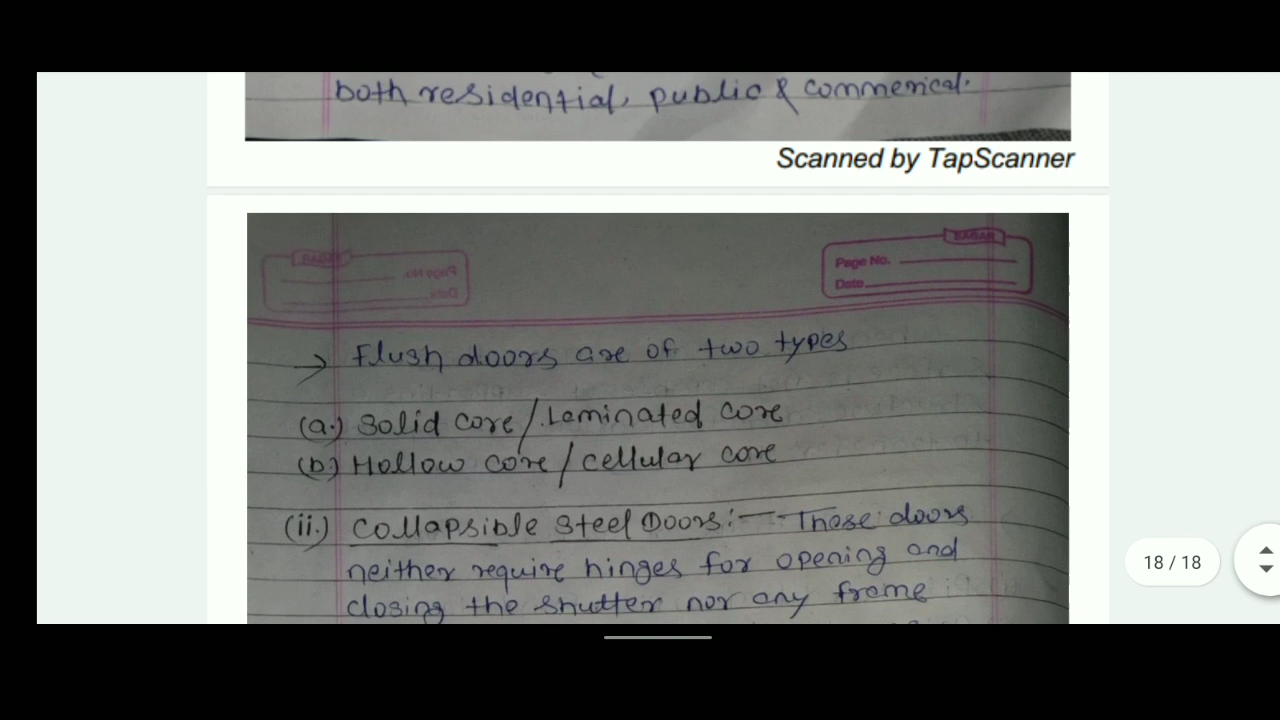 both residential, public & commerical.
Scanned by TapScanner
SAGAR
Page No.
Date
→ Flush doors are of two types
(a.) Solid core / Laminated core
(b.) Hollow core / cellular core
(ii.) Collapsible Steel Doors:— These doors
neither require hinges for opening and
closing the shutter nor any frame
18 / 18